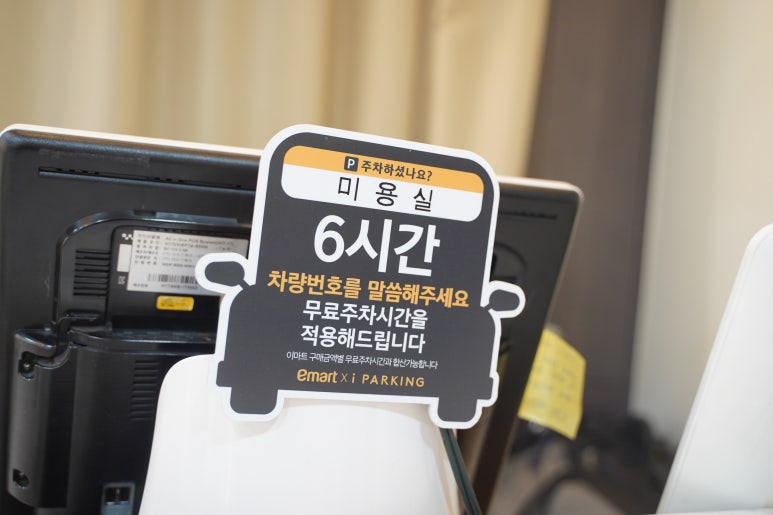 P 주차하셨나요?
미용실
6시간
차량번호를 말씀해주세요
무료주차시간을
적용해드립니다
이마트 구매금액별 무료주차시간과 합산가능합니다
emart x i PARKING